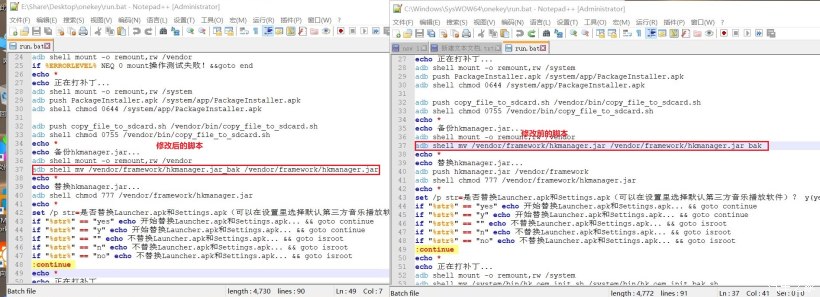 E:\Share\Desktop\onekey\run.bat - Notepad++ [Administrator]
文件(F) 编辑(E) 搜索(S) 视图(V) 编码(N) 语言(L) 设置(T) 工具(O) 宏(M) 运行(R) 插件(P) 窗口(W) ?
run.bat
24 adb shell mount -o remount,rw /vendor
25 if %ERRORLEVEL% NEQ 0 mount操作测试失败! &&goto end
26 echo *
27 echo 正在打补丁...
28 adb shell mount -o remount,rw /system
29 adb push PackageInstaller.apk /system/app/PackageInstaller.apk
30 adb shell chmod 0644 /system/app/PackageInstaller.apk
31
32 adb push copy_file_to_sdcard.sh /vendor/bin/copy_file_to_sdcard.sh
33 adb shell chmod 0755 /vendor/bin/copy_file_to_sdcard.sh
34 echo *
修改后的脚本
35 echo 备份hkmanager.jar...
36 adb shell mount -o remount,rw /vendor
37 adb shell mv /vendor/framework/hkmanager.jar_bak /vendor/framework/hkmanager.jar
38 echo *
39 echo 替换hkmanager.jar...
40 adb shell chmod 777 /vendor/framework/hkmanager.jar
41 echo *
42 set /p str=是否替换Launcher.apk和Settings.apk (可以在设置里选择默认第三方音乐播放软
43 if "%str%" == "yes" echo 开始替换Launcher.apk和Settings.apk... && goto continue
44 if "%str%" == "y" echo 开始替换Launcher.apk和Settings.apk... && goto continue
45 if "%str%" == "" echo 不替换Launcher.apk和Settings.apk... && goto isroot
46 if "%str%" == "n" echo 不替换Launcher.apk和Settings.apk... && goto isroot
47 if "%str%" == "no" echo 不替换Launcher.apk和Settings.apk... && goto isroot
48 :continue
49 echo *
50 echo 正在打补丁
Batch file length : 4,730 lines : 90 Ln : 49 Col : 7
C:\Windows\SysWOW64\onekey\run.bat - Notepad++ [Administrator]
文件(F) 编辑(E) 搜索(S) 视图(V) 编码(N) 语言(L) 设置(T) 工具(O) 宏(M) 运行(R) 插件(P) 窗口(W) ?
新建文本文档.txt run.bat
27 echo 正在打补丁...
28 adb shell mount -o remount,rw /system
29 adb push PackageInstaller.apk /system/app/PackageInstaller.apk
30 adb shell chmod 0644 /system/app/PackageInstaller.apk
31
32 adb push copy_file_to_sdcard.sh /vendor/bin/copy_file_to_sdcard.sh
33 adb shell chmod 0755 /vendor/bin/copy_file_to_sdcard.sh
34 echo *
35 echo 备份hkmanager.jar...
修改前的脚本
36 adb shell mount -o remount,rw /vendor
37 adb shell mv /vendor/framework/hkmanager.jar /vendor/framework/hkmanager.jar_bak
38 echo *
39 echo 替换hkmanager.jar...
40 adb push hkmanager.jar /vendor/framework
41 adb shell chmod 777 /vendor/framework/hkmanager.jar
42 echo *
43 set /p str=是否替换Launcher.apk和Settings.apk (可以在设置里选择默认第三方音乐播放软件)? y(yes
44 if "%str%" == "yes" echo 开始替换Launcher.apk和Settings.apk... && goto continue
45 if "%str%" == "y" echo 开始替换Launcher.apk和Settings.apk... && goto continue
46 if "%str%" == "" echo 不替换Launcher.apk和Settings.apk... && goto isroot
47 if "%str%" == "n" echo 不替换Launcher.apk和Settings.apk... && goto isroot
48 if "%str%" == "no" echo 不替换Launcher.apk和Settings.apk... && goto isroot
49 :continue
50 echo *
51 echo 正在打补丁...
52 adb shell mount -o remount,rw /system
Batch file length : 4,772 lines : 91 Ln : 37 Col : 41 Sel : 0 | 0